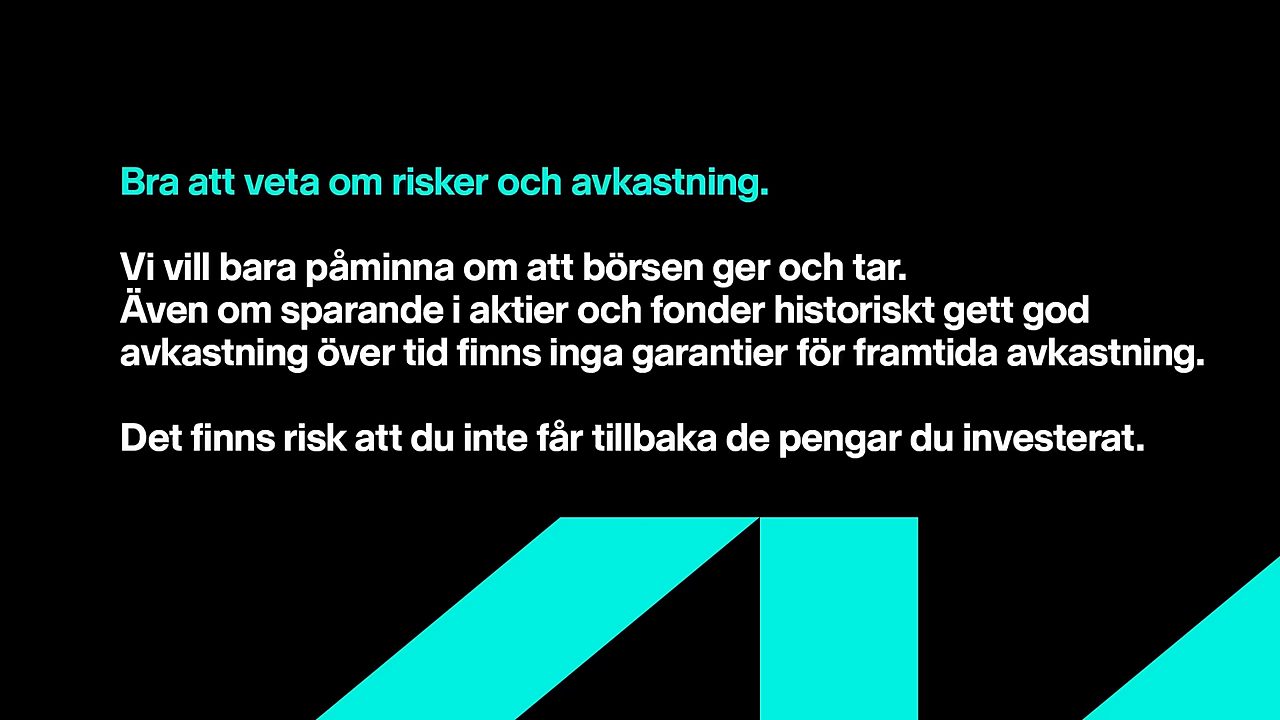 Bra att veta om risker och avkastning.
Vi vill bara påminna om att börsen ger och tar.
Även om sparande i aktier och fonder historiskt gett god
avkastning över tid finns inga garantier för framtida avkastning.
Det finns risk att du inte får tillbaka de pengar du investerat.